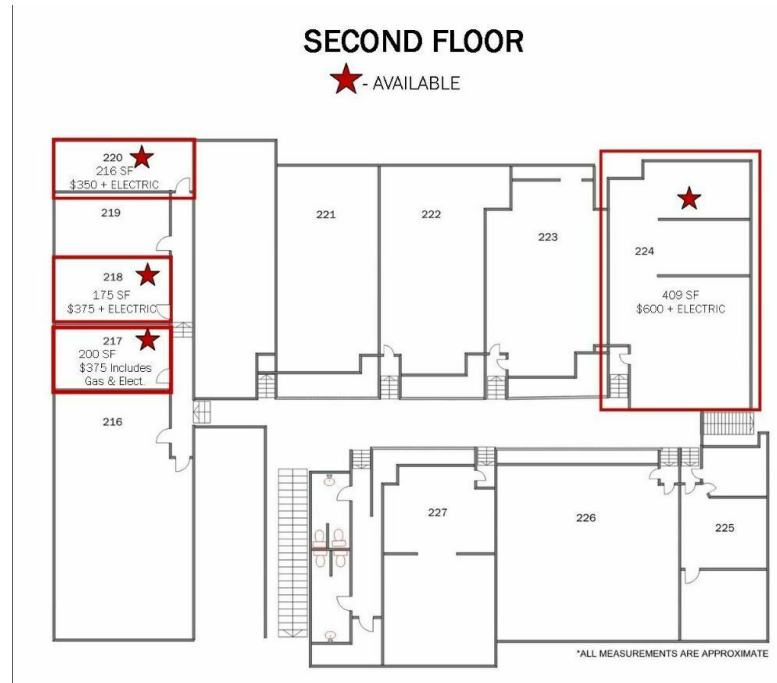 SECOND FLOOR
- AVAILABLE
220
216 SF
$350 + ELECTRIC
219
218
175 SF
$375 + ELECTRIC
217
200 SF
$375 Includes
Gas & Elect.
216
221
222
223
224
409 SF
$600 + ELECTRIC
227
226
225
*ALL MEASUREMENTS ARE APPROXIMATE